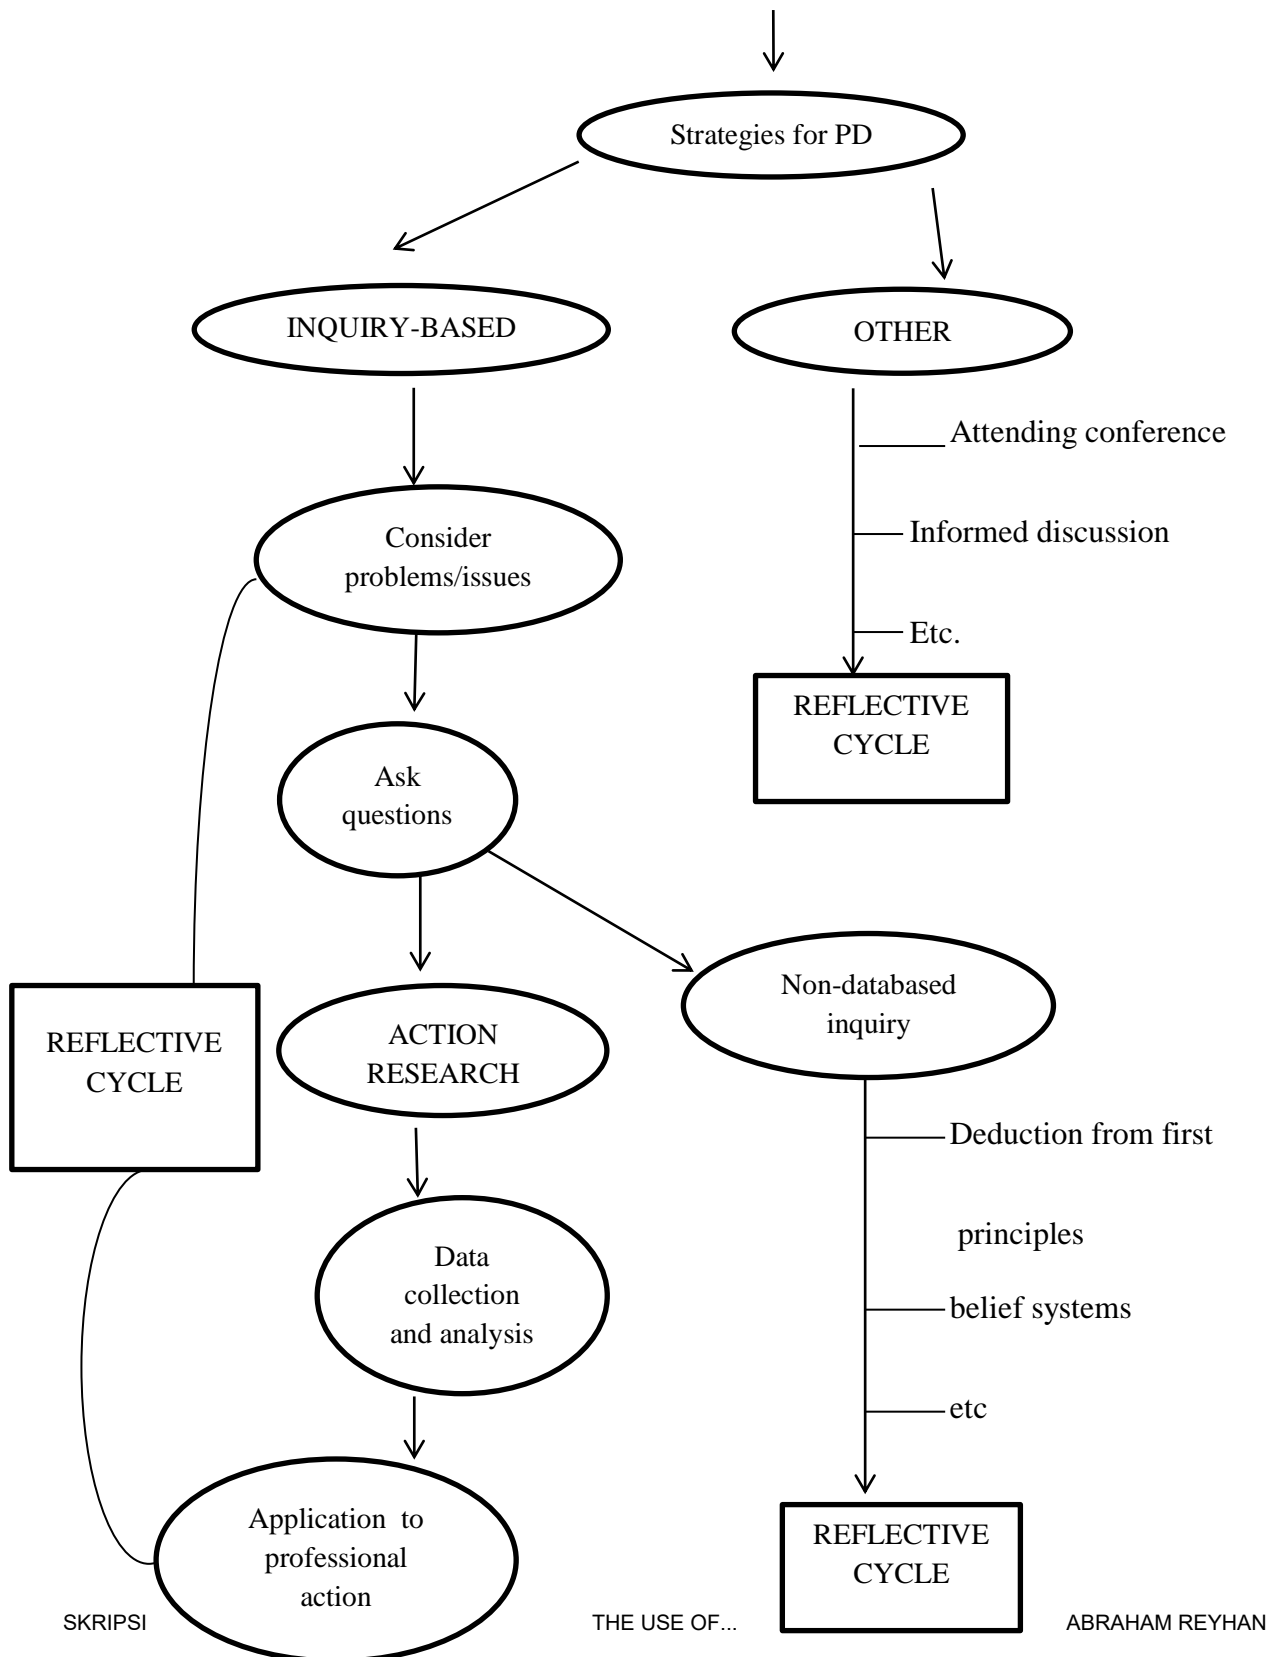 Strategies for PD
INQUIRY-BASED
OTHER
Attending conference
Informed discussion
Etc.
REFLECTIVE
CYCLE
Consider
problems/issues
Ask
questions
REFLECTIVE
CYCLE
ACTION
RESEARCH
Non-databased
inquiry
Deduction from first
principles
belief systems
etc
REFLECTIVE
CYCLE
Data
collection
and analysis
Application to
professional
action
SKRIPSI
THE USE OF...
ABRAHAM REYHAN